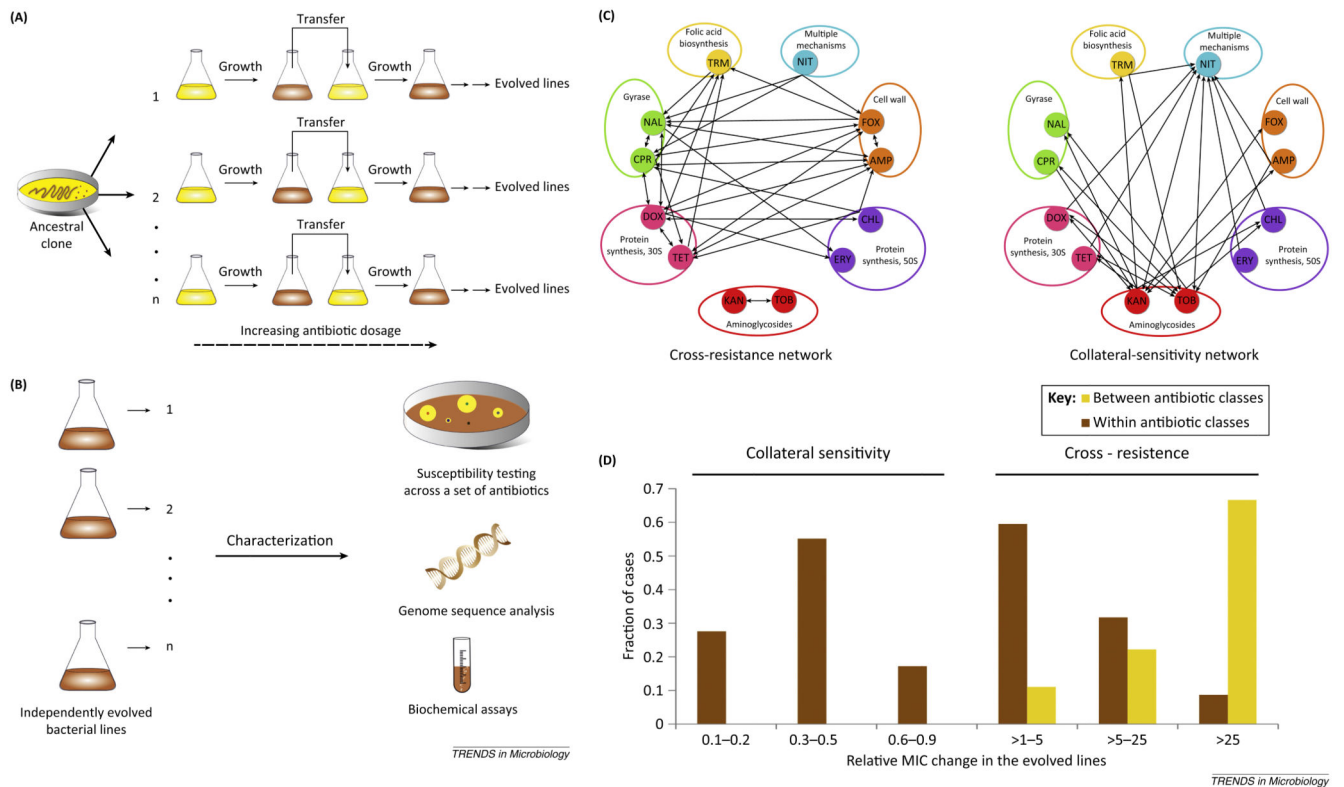 (A)
Transfer
Growth
Growth
1
Evolved lines
Transfer
Growth
Growth
2
Evolved lines
Ancestral
clone
Transfer
Growth
Growth
n
Evolved lines
Increasing antibiotic dosage
(B)
1
2
n
Characterization
Independently evolved
bacterial lines
Susceptibility testing
across a set of antibiotics
Genome sequence analysis
Biochemical assays
TRENDS in Microbiology
(C)
Folic acid
biosynthesis
TRM
Multiple
mechanisms
NIT
Gyrase
NAL
CPR
Cell wall
FOX
AMP
DOX
Protein
synthesis, 30S
TET
CHL
ERY
Protein
synthesis, 50S
KAN
TOB
Aminoglycosides
Cross-resistance network
Folic acid
biosynthesis
TRM
Multiple
mechanisms
NIT
Gyrase
NAL
CPR
Cell wall
FOX
AMP
DOX
Protein
synthesis, 30S
TET
CHL
ERY
Protein
synthesis, 50S
KAN
TOB
Aminoglycosides
Collateral-sensitivity network
Key: Between antibiotic classes
Within antibiotic classes
(D)
Collateral sensitivity
Cross - resistence
Fraction of cases
0.7
0.6
0.5
0.4
0.3
0.2
0.1
0
0.1–0.2
0.3–0.5
0.6–0.9
>1–5
>5–25
>25
Relative MIC change in the evolved lines
TRENDS in Microbiology